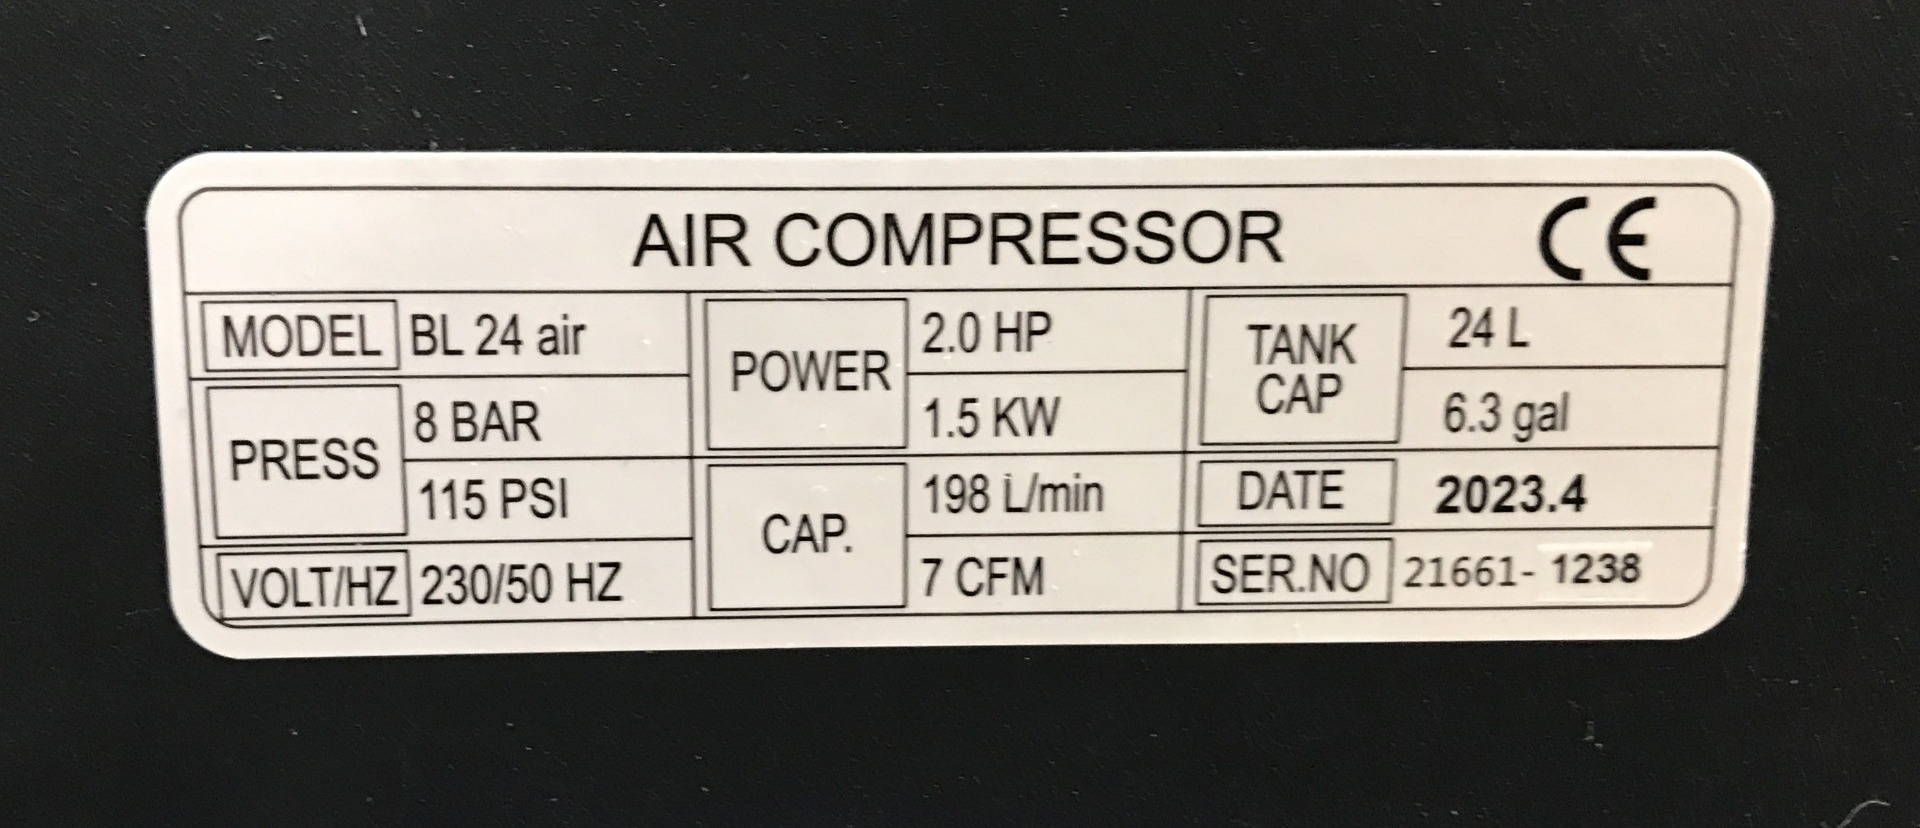 AIR COMPRESSOR CE
MODEL BL 24 air
PRESS 8 BAR
115 PSI
VOLT/HZ 230/50 HZ
POWER 2.0 HP
1.5 KW
CAP. 198 L/min
7 CFM
TANK CAP 24 L
6.3 gal
DATE 2023.4
SER.NO 21661- 1238